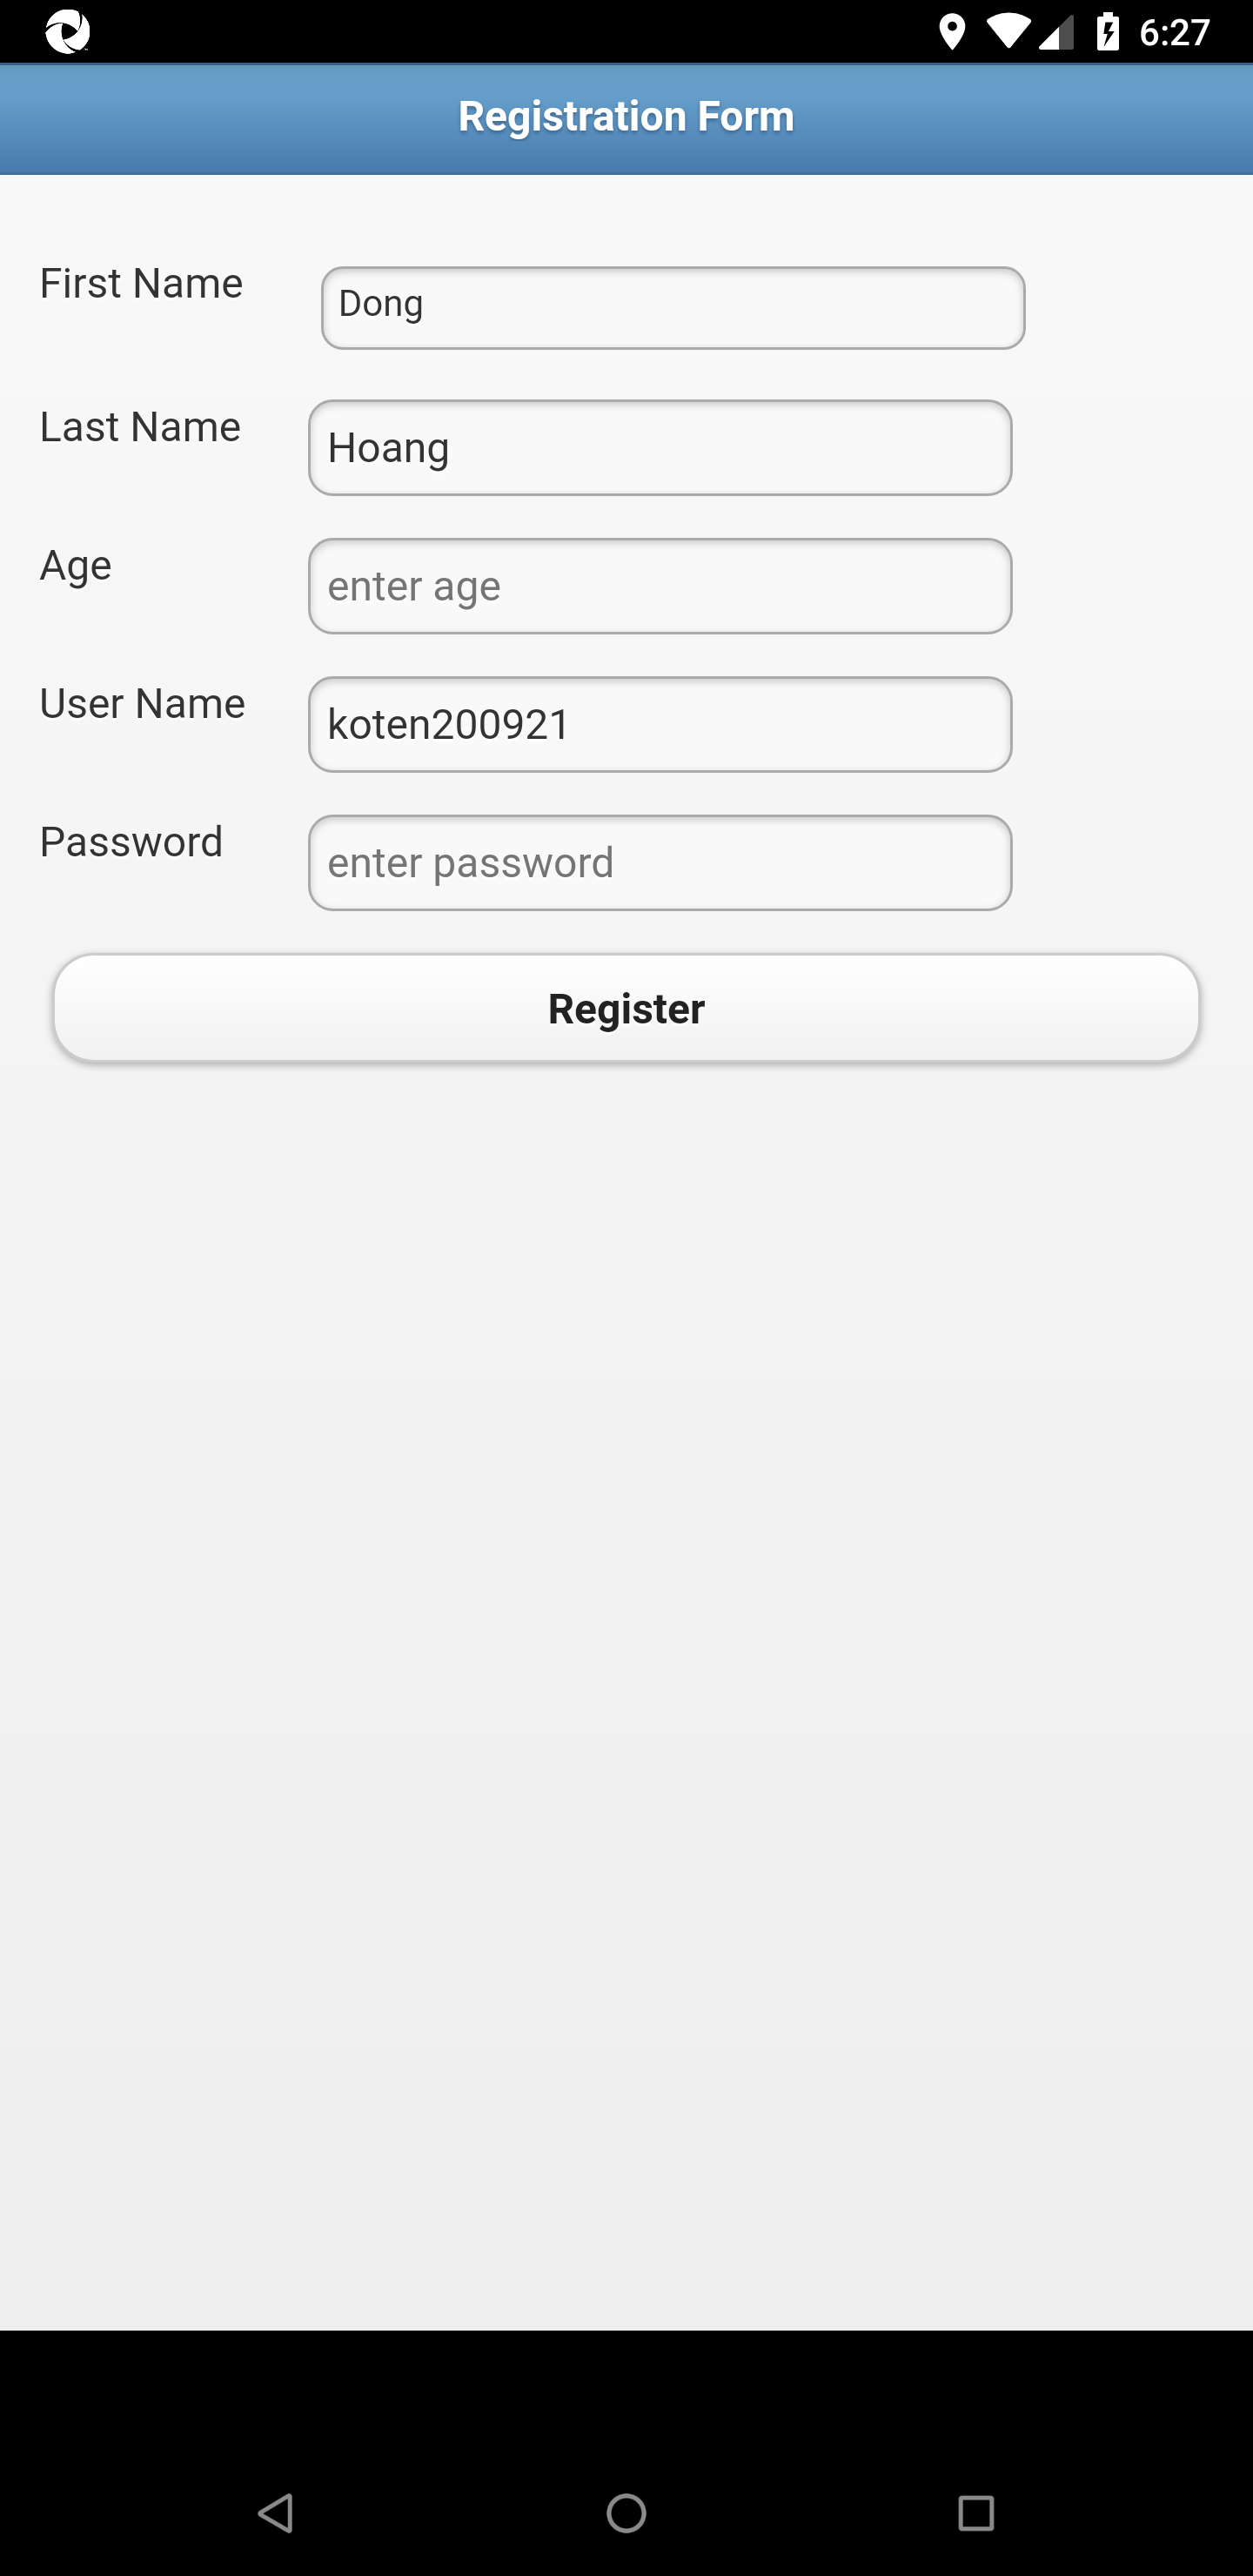 6:27
Registration Form
First Name
Dong
Last Name
Hoang
Age
enter age
User Name
koten200921
Password
enter password
Register